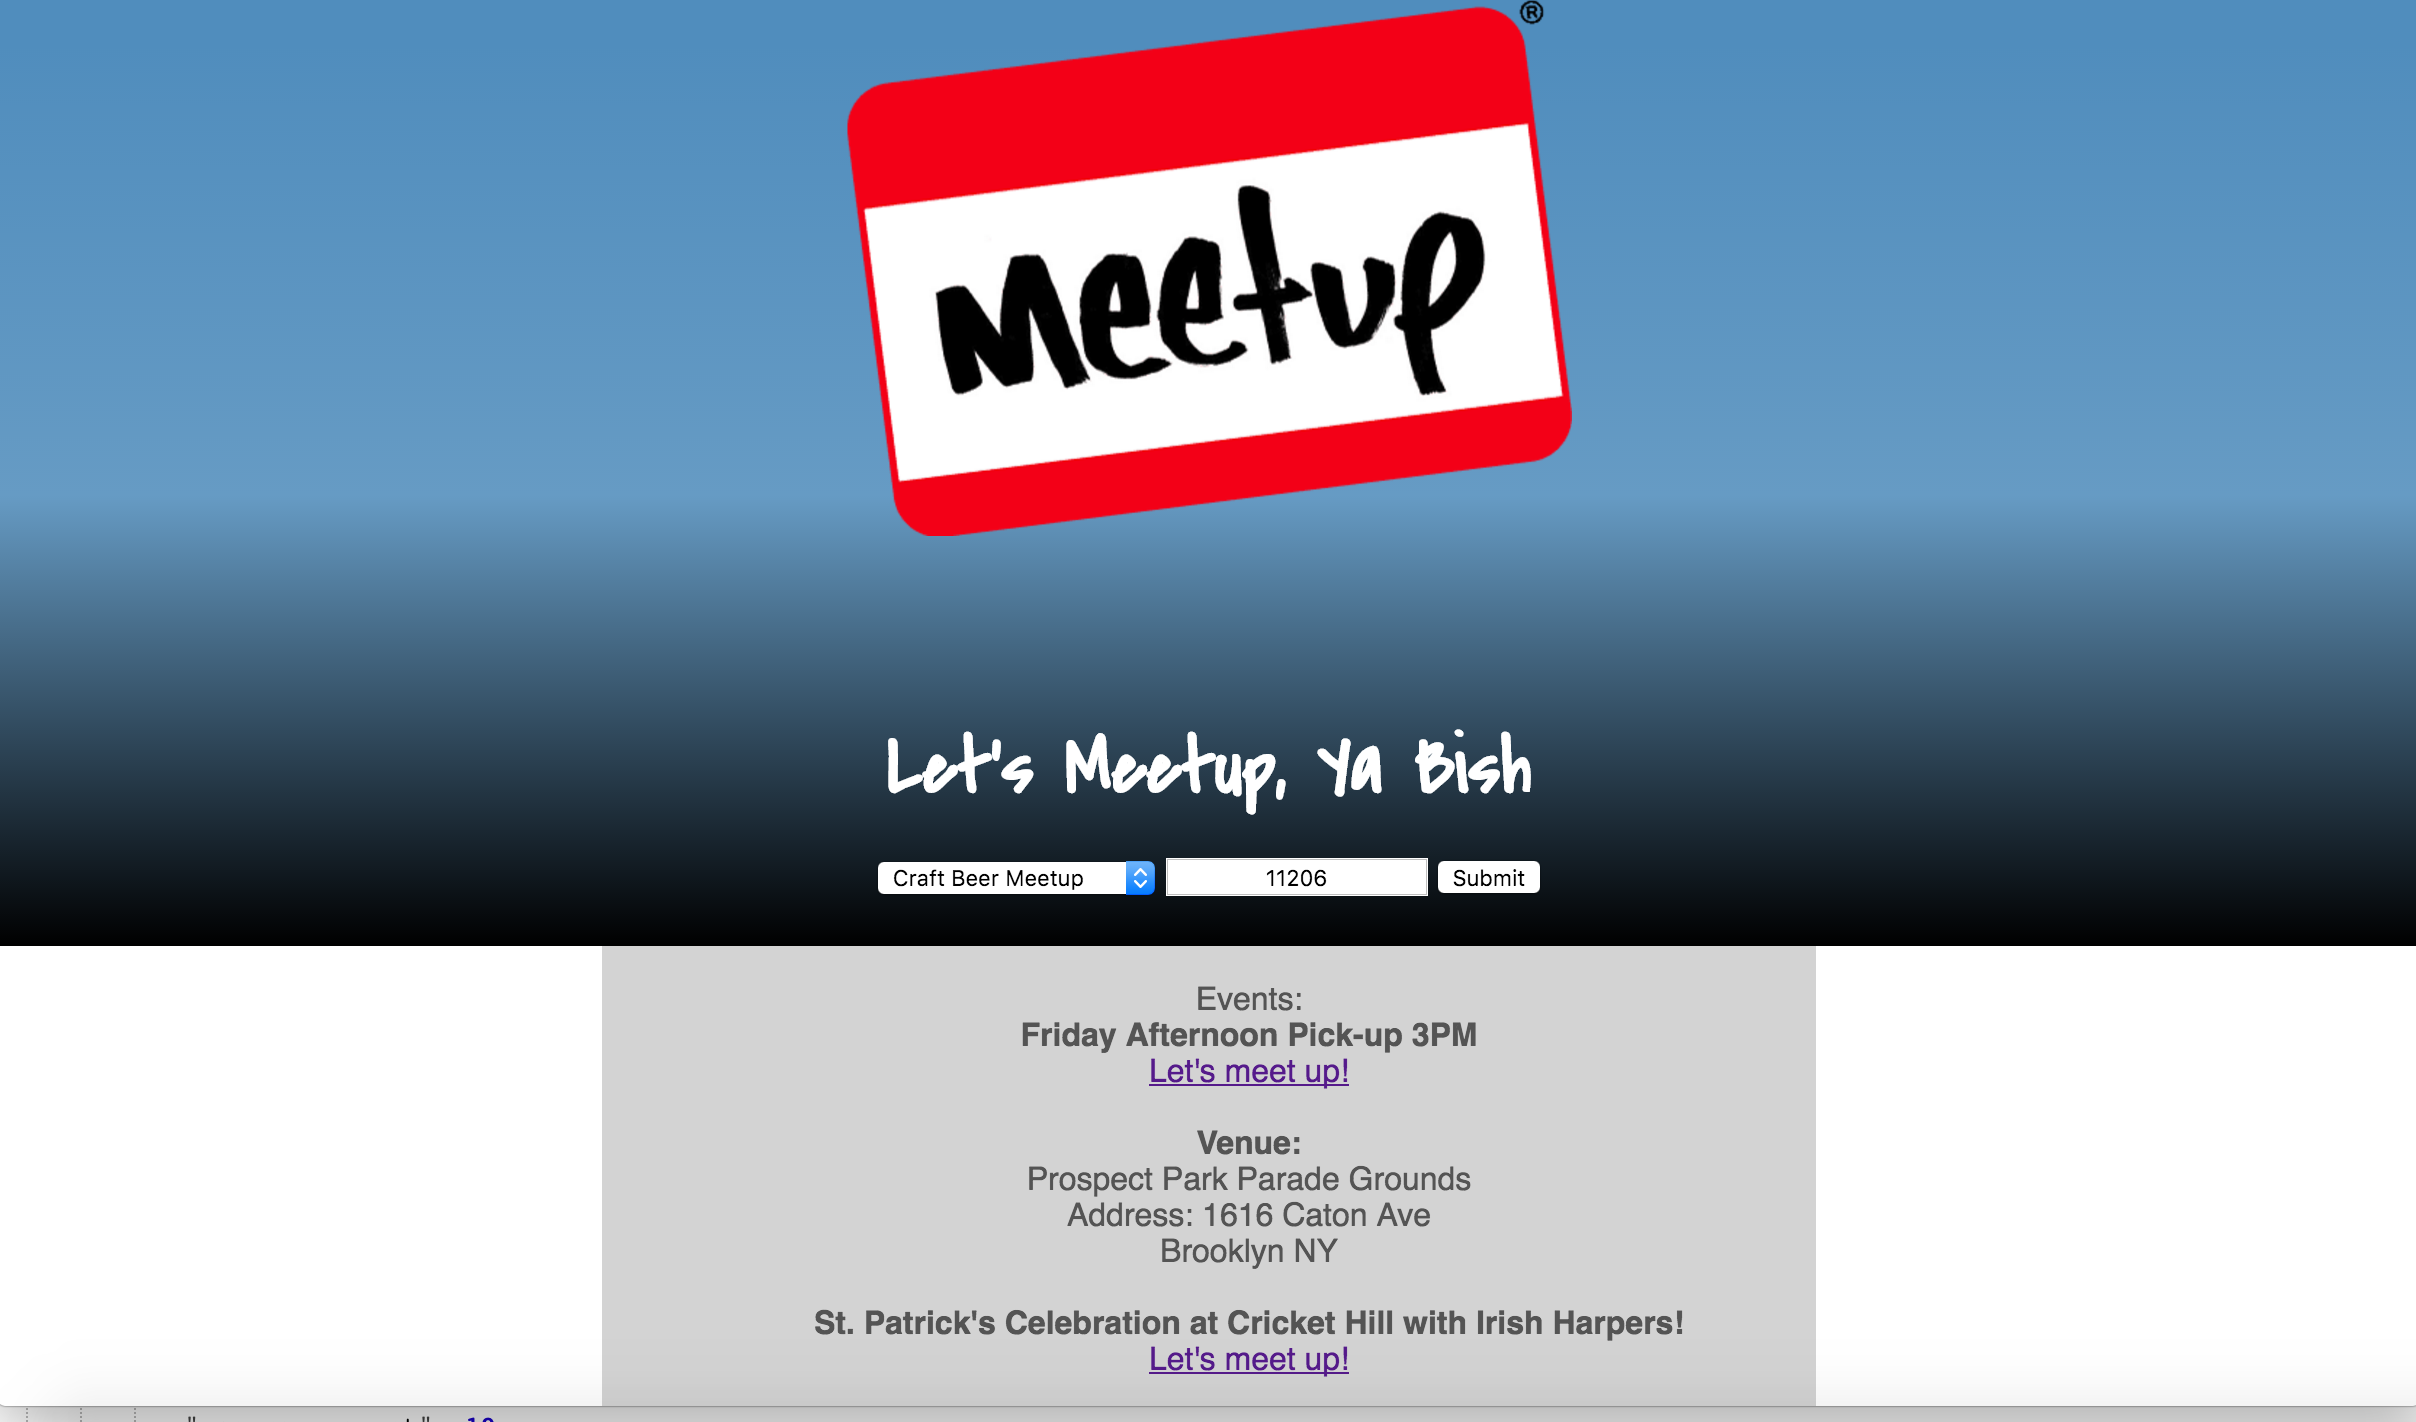 ®
Meetup
Let's Meetup, Ya Bish
Craft Beer Meetup 11206 Submit
Events:
Friday Afternoon Pick-up 3PM
Let's meet up!
Venue:
Prospect Park Parade Grounds
Address: 1616 Caton Ave
Brooklyn NY
St. Patrick's Celebration at Cricket Hill with Irish Harpers!
Let's meet up!